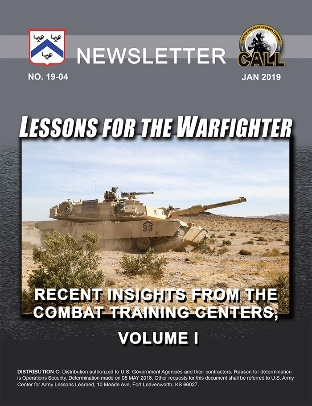 NEWSLETTER
CALL
NO. 19-04
JAN 2019
LESSONS FOR THE WARFIGHTER
RECENT INSIGHTS FROM THE
COMBAT TRAINING CENTERS,
VOLUME I
DISTRIBUTION C: Distribution authorized to U.S. Government Agencies and their contractors. Reason for determination
is Operations Security. Determination made on 08 MAY 2018. Other requests for this document shall be referred to U.S. Army
Center for Army Lessons Learned, 10 Meade Ave, Fort Leavenworth, KS 66027.